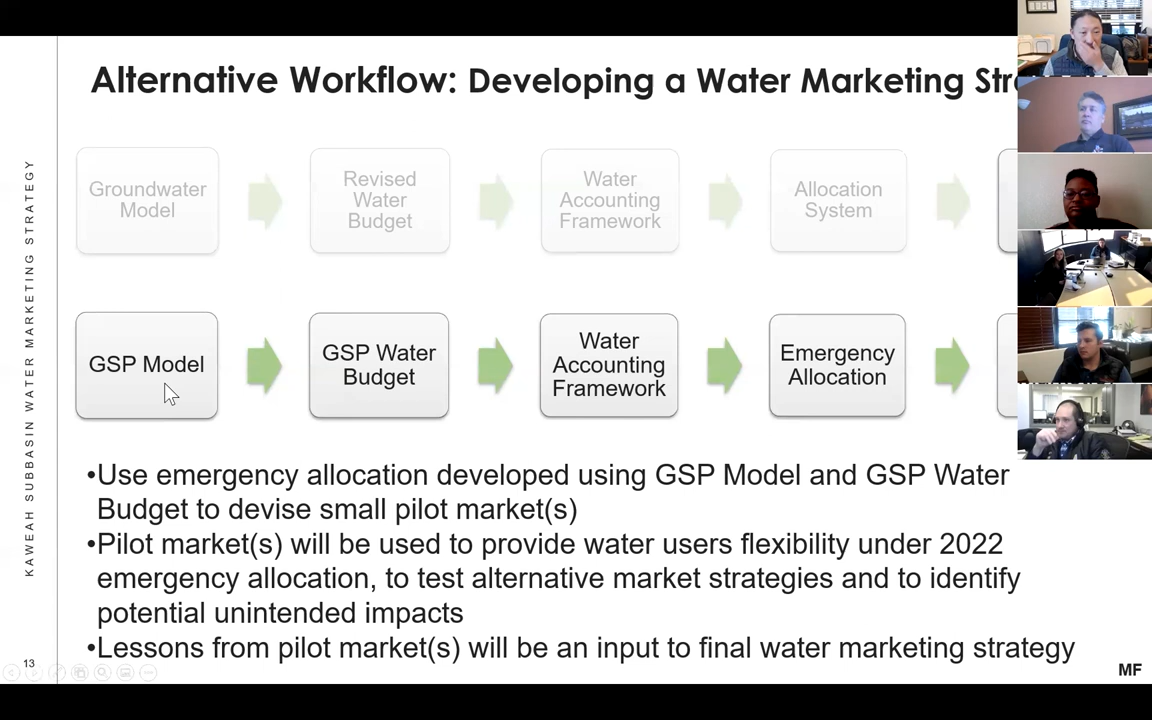 Alternative Workflow: Developing a Water Marketing Str
Groundwater
Model
Revised
Water
Budget
Water
Accounting
Framework
Allocation
System
GSP Model
GSP Water
Budget
Water
Accounting
Framework
Emergency
Allocation
•Use emergency allocation developed using GSP Model and GSP Water
Budget to devise small pilot market(s)
•Pilot market(s) will be used to provide water users flexibility under 2022
emergency allocation, to test alternative market strategies and to identify
potential unintended impacts
•Lessons from pilot market(s) will be an input to final water marketing strategy
KAWEAH SUBBASIN WATER MARKETING STRATEGY
13
MF